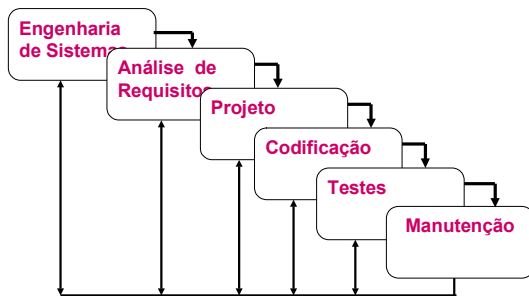 Engenharia
de Sistemas
Análise de
Requisitos
Projeto
Codificação
Testes
Manutenção